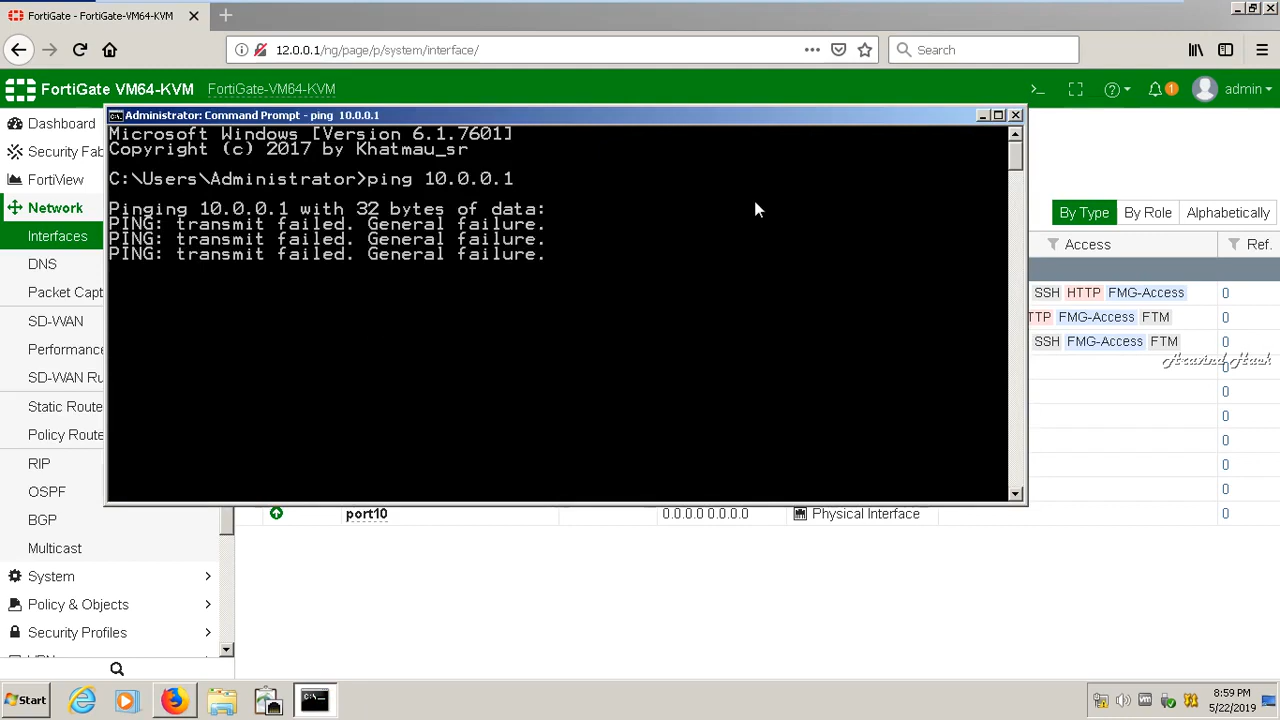 FortiGate - FortiGate-VM64-KVM
12.0.0.1/ng/page/p/system/interface/
Search
FortiGate VM64-KVM
FortiGate-VM64-KVM
1
admin
Administrator: Command Prompt - ping 10.0.0.1
Microsoft Windows [Version 6.1.7601]
Copyright (c) 2017 by Khatmau_sr
C:\Users\Administrator>ping 10.0.0.1
Pinging 10.0.0.1 with 32 bytes of data:
PING: transmit failed. General failure.
PING: transmit failed. General failure.
PING: transmit failed. General failure.
Dashboard
Security Fab
FortiView
Network
Interfaces
DNS
Packet Capt
SD-WAN
Performance
SD-WAN Ru
Static Route
Policy Route
RIP
OSPF
BGP
Multicast
System
Policy & Objects
Security Profiles
By Type
By Role
Alphabetically
Access
Ref.
SSH HTTP FMG-Access 0
TTP FMG-Access FTM 0
SSH FMG-Access FTM 0
Aravind Hack
0
0
0
0
0
0
port10
0.0.0.0 0.0.0.0
Physical Interface
0
Start
8:59 PM
5/22/2019